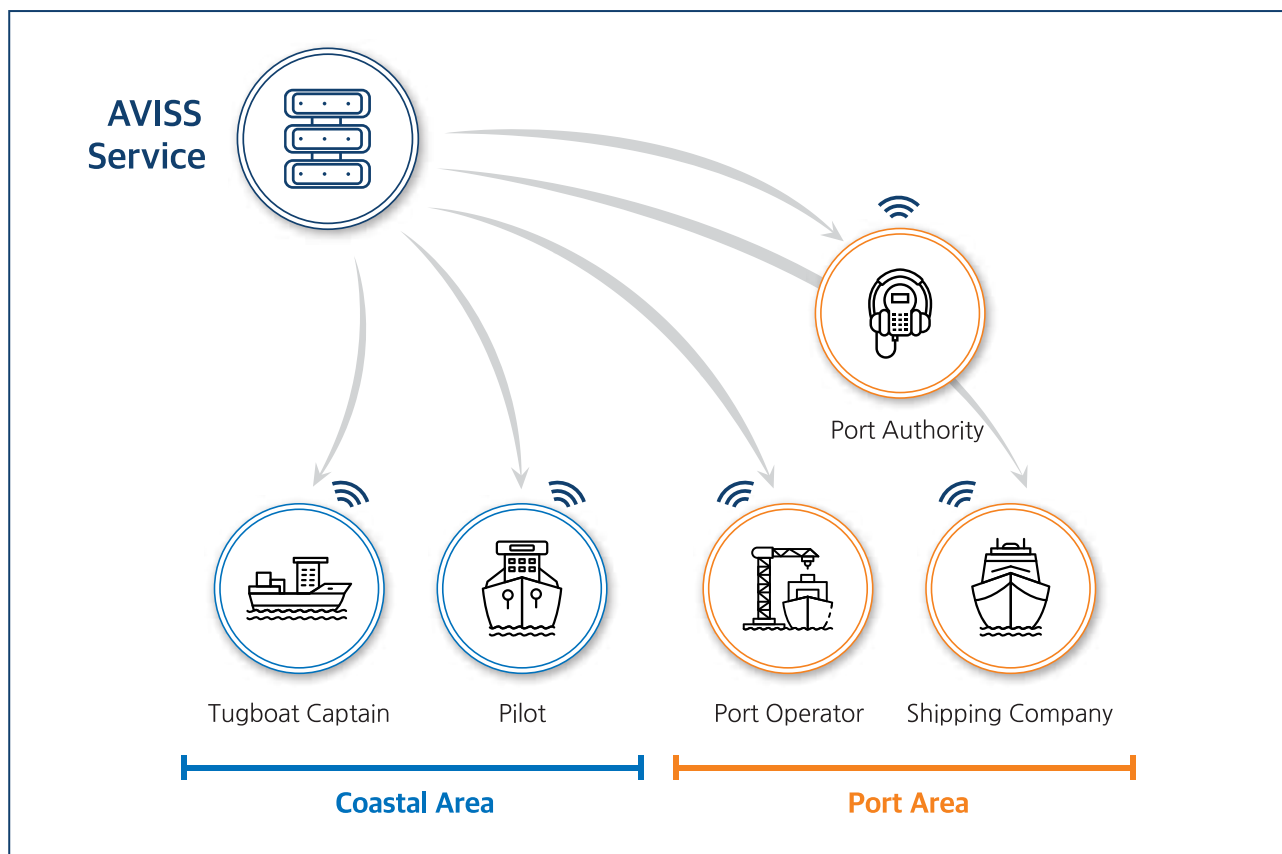 AVISS
Service
Port Authority
Tugboat Captain
Pilot
Port Operator
Shipping Company
Coastal Area
Port Area